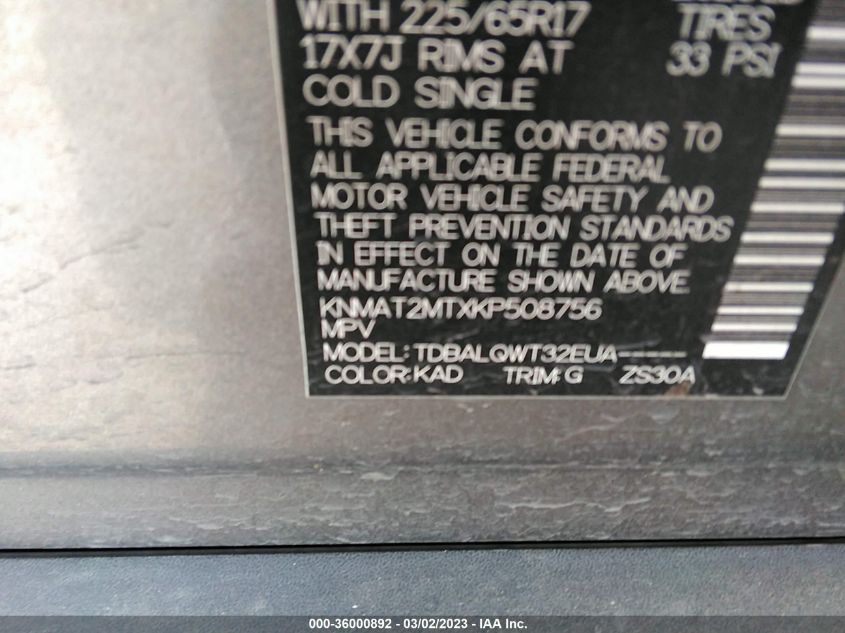 WITH 225/65R17 TIRES
17X7J RIMS AT 33 PSI
COLD SINGLE
THIS VEHICLE CONFORMS TO
ALL APPLICABLE FEDERAL
MOTOR VEHICLE SAFETY AND
THEFT PREVENTION STANDARDS
IN EFFECT ON THE DATE OF
MANUFACTURE SHOWN ABOVE.
KNMAT2MTXKP508756
MPV
MODEL: TDBALQWT32EUA-----
COLOR:KAD TRIM:G ZS30A
000-36000892 - 03/02/2023 - IAA Inc.